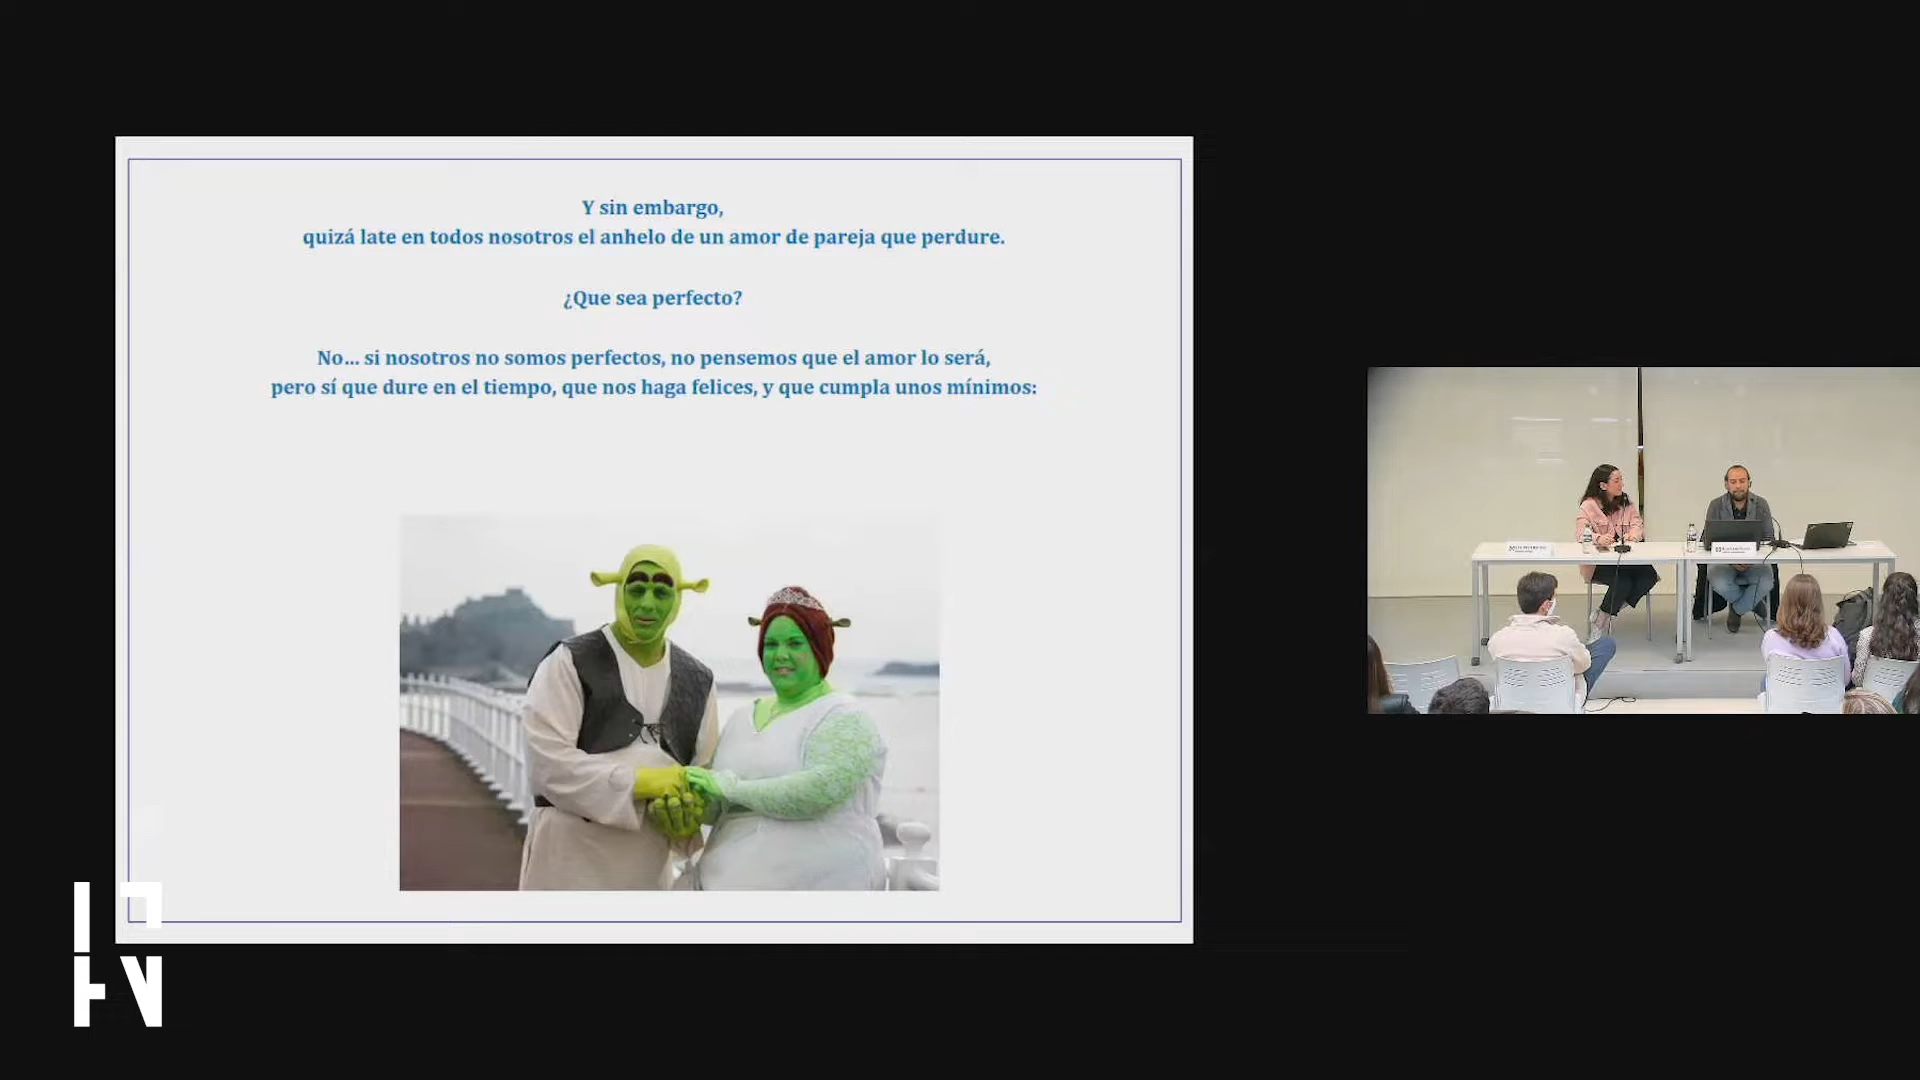 Y sin embargo,
quizá late en todos nosotros el anhelo de un amor de pareja que perdure.
¿Que sea perfecto?
No... si nosotros no somos perfectos, no pensemos que el amor lo será,
pero sí que dure en el tiempo, que nos haga felices, y que cumpla unos mínimos: